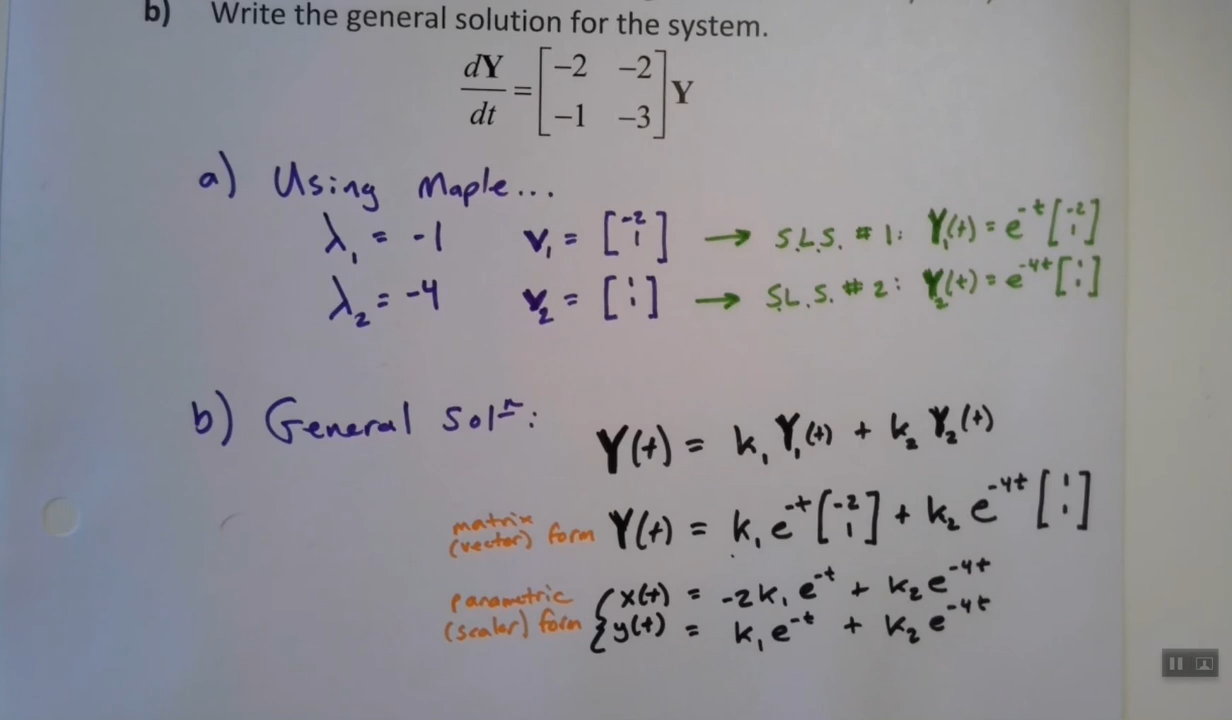 b) Write the general solution for the system.
dY/dt = [−2 −2; −1 −3] Y
a) Using Maple...
λ₁ = -1 v₁ = [-2; 1] → S.L.S. #1: Y₁(t) = e^-t [-2; 1]
λ₂ = -4 v₂ = [1; 1] → S.L.S. #2: Y₂(t) = e^-4t [1; 1]
b) General Solⁿ:
Y(t) = k₁ Y₁(t) + k₂ Y₂(t)
matrix (vector) form Y(t) = k₁ e^-t [-2; 1] + k₂ e^-4t [1; 1]
parametric { x(t) = -2k₁ e^-t + k₂ e^-4t
(scalar) form { y(t) = k₁ e^-t + k₂ e^-4t